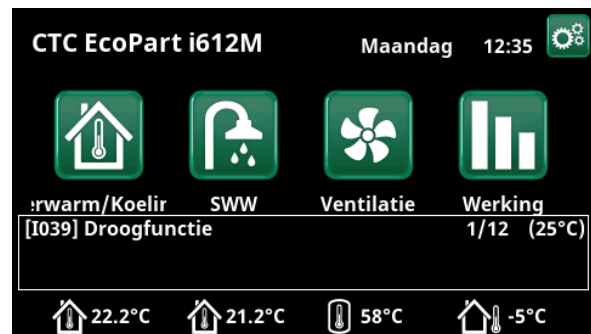 CTC EcoPart i612M Maandag 12:35
erwarm/Koelin SWW Ventilatie Werking
[I039] Droogfunctie 1/12 (25°C)
22.2°C 21.2°C 58°C -5°C